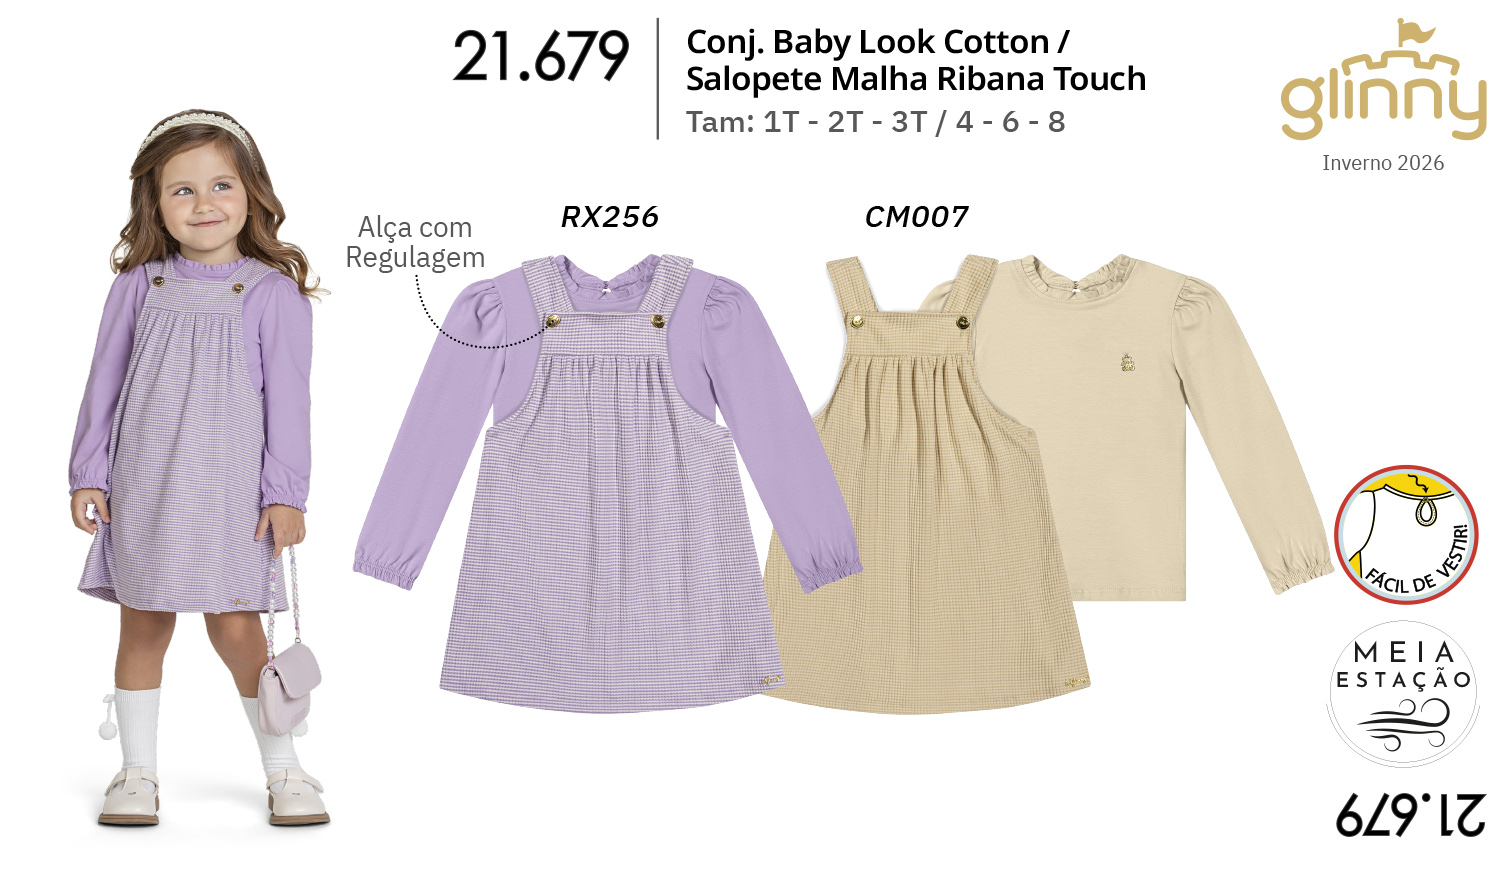 21.679
Conj. Baby Look Cotton /
Salopete Malha Ribana Touch
Tam: 1T - 2T - 3T / 4 - 6 - 8
glinny
Inverno 2026
Alça com
Regulagem
RX256
CM007
FÁCIL DE VESTIR!
MEIA
ESTAÇÃO
21.679